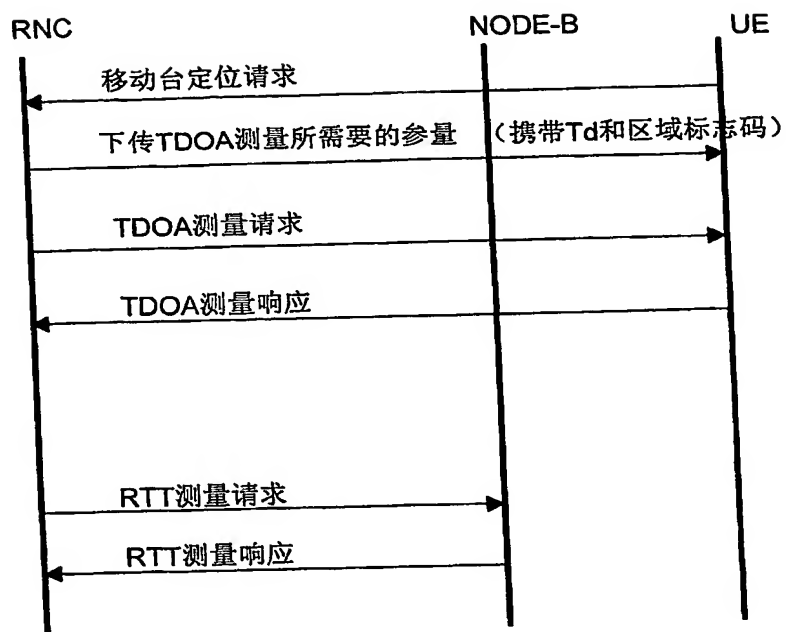 RNC NODE-B UE
移动台定位请求
下传TDOA测量所需要的参量 （携带Td和区域标志码）
TDOA测量请求
TDOA测量响应
RTT测量请求
RTT测量响应